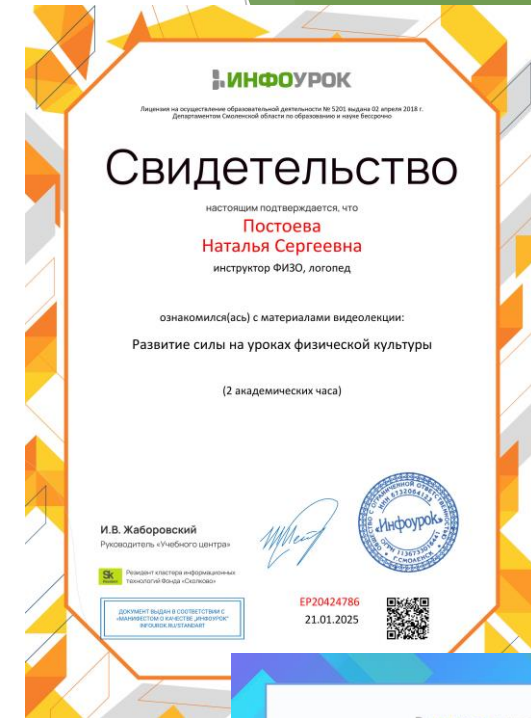 ИНФОУРОК
Лицензия на осуществление образовательной деятельности № 5201 выдана 02 апреля 2018 г.
Департаментом Смоленской области по образованию и науке бессрочно
Свидетельство
настоящим подтверждается, что
Постоева
Наталья Сергеевна
инструктор ФИЗО, логопед
ознакомился(ась) с материалами видеолекции:
Развитие силы на уроках физической культуры
(2 академических часа)
И.В. Жаборовский
Руководитель «Учебного центра»
Sk Резидент кластера информационных
технологий Фонда «Сколково»
ДОКУМЕНТ ВЫДАН В СООТВЕТСТВИИ С
«МАНИФЕСТОМ О КАЧЕСТВЕ „ИНФОУРОК"
INFOUROK.RU/STANDART
«Инфоурок»
EP20424786
21.01.2025